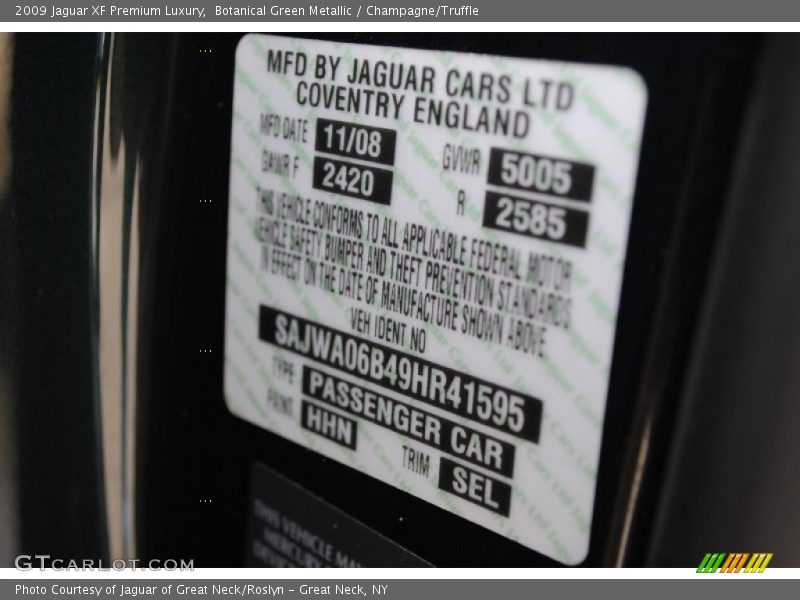 2009 Jaguar XF Premium Luxury,  Botanical Green Metallic / Champagne/Truffle
MFD BY JAGUAR CARS LTD
COVENTRY ENGLAND
MFD DATE 11/08 GVWR 5005
GAWR F 2420 R 2585
THIS VEHICLE CONFORMS TO ALL APPLICABLE FEDERAL MOTOR
VEHICLE SAFETY BUMPER AND THEFT PREVENTION STANDARDS
IN EFFECT ON THE DATE OF MANUFACTURE SHOWN ABOVE
VEH IDENT NO
SAJWA06B49HR41595
TYPE PASSENGER CAR
PAINT HHN TRIM SEL
THIS VEHICLE
MERCURY
GTCARLOT.COM
Photo Courtesy of Jaguar of Great Neck/Roslyn – Great Neck, NY